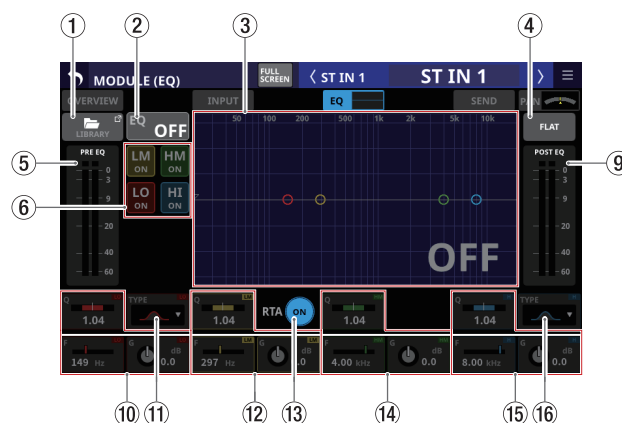 ① ② ③ ④
MODULE (EQ) FULL SCREEN ST IN 1 ST IN 1
OVERVIEW INPUT EQ SEND PAN
LIBRARY EQ OFF 50 100 200 500 1k 2k 5k 10k FLAT
⑤ PRE EQ LM ON HM ON POST EQ ⑨
0 0
3 3
9 9
⑥ LO ON HI ON
20 20
40 OFF 40
60 60
Q 1.04 TYPE Q LM 1.04 RTA ON Q 1.04 Q 1.04 TYPE
F 149 Hz G dB 0.0 F LM 297 Hz G LM dB 0.0 F 4.00 kHz G dB 0.0 F 8.00 kHz G dB 0.0
⑩ ⑪ ⑫ ⑬ ⑭ ⑮ ⑯